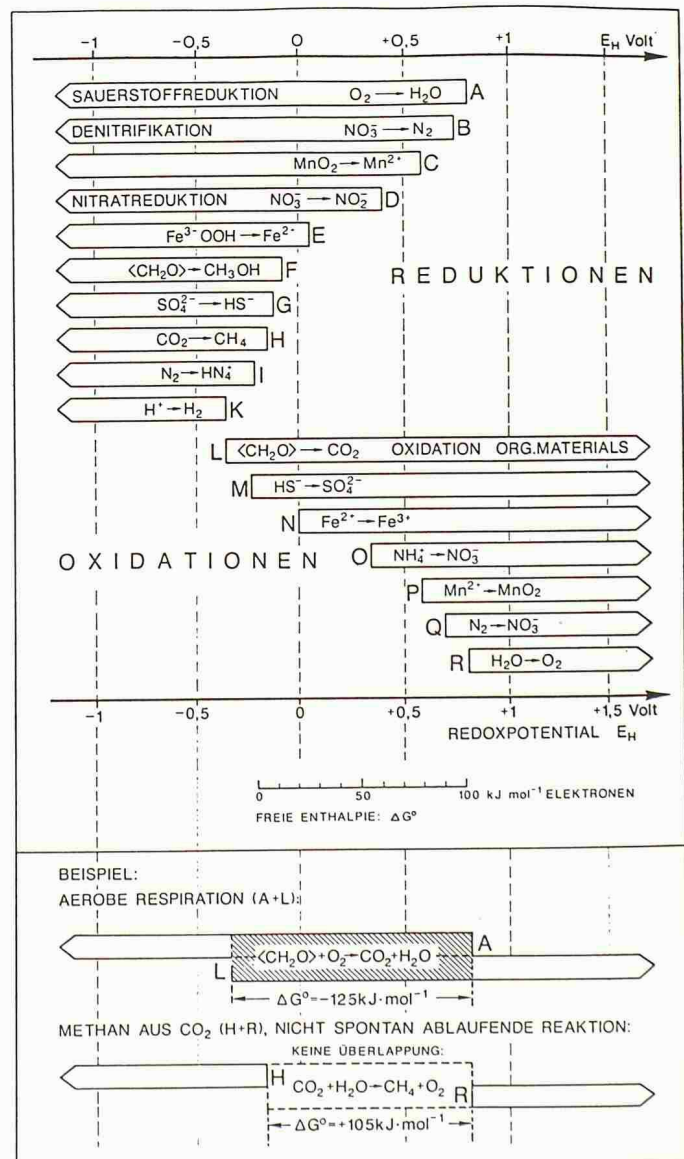 -1 -0,5 0 +0,5 +1 E_H Volt
SAUERSTOFFREDUKTION O₂ → H₂O A
DENITRIFIKATION NO₃⁻ → N₂ B
MnO₂ → Mn²⁺ C
NITRATREDUKTION NO₃⁻ → NO₂⁻ D
Fe³⁻OOH → Fe²⁺ E
⟨CH₂O⟩ → CH₃OH F
REDUKTIONEN
SO₄²⁻ → HS⁻ G
CO₂ → CH₄ H
N₂ → HN₄⁺ I
H⁺ → H₂ K
L ⟨CH₂O⟩ → CO₂ OXIDATION ORG.MATERIALS
M HS⁻ → SO₄²⁻
N Fe²⁺ → Fe³⁺
OXIDATIONEN
O NH₄⁺ → NO₃⁻
P Mn²⁺ → MnO₂
Q N₂ → NO₃⁻
R H₂O → O₂
-1 -0,5 0 +0,5 +1 +1,5 Volt
REDOXPOTENTIAL E_H
0 50 100 kJ mol⁻¹ ELEKTRONEN
FREIE ENTHALPIE: ΔG⁰
BEISPIEL:
AEROBE RESPIRATION (A+L):
A
⟨CH₂O⟩ + O₂ → CO₂ + H₂O
L
ΔG⁰ = -125 kJ·mol⁻¹
METHAN AUS CO₂ (H+R), NICHT SPONTAN ABLAUFENDE REAKTION:
KEINE ÜBERLAPPUNG:
H
CO₂ + H₂O → CH₄ + O₂ R
ΔG⁰ = +105 kJ·mol⁻¹